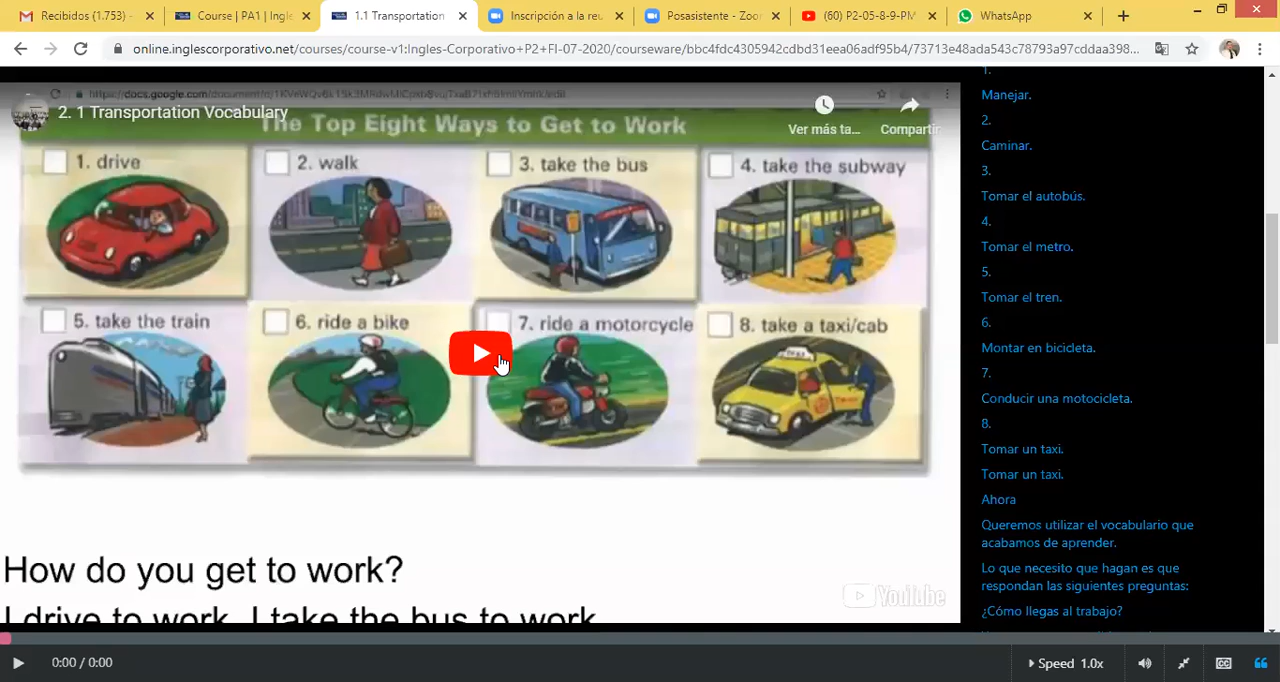 Recibidos (1.753) -
Course | PA1 | Ingle
1.1 Transportation
Inscripción a la reu
Posasistente - Zoor
(60) P2-05-8-9-PM
WhatsApp
online.inglescorporativo.net/courses/course-v1:Ingles-Corporativo+P2+FI-07-2020/courseware/bbc4fdc4305942cdbd31eea06adf95b4/73713e48ada543c78793a97cddaa398...
2. 1 Transportation Vocabulary
The Top Eight Ways to Get to Work
Ver más ta...
Compartir
1. drive
2. walk
3. take the bus
4. take the subway
5. take the train
6. ride a bike
7. ride a motorcycle
8. take a taxi/cab
TAXI
How do you get to work?
I drive to work. I take the bus to work.
YouTube
1.
Manejar.
2.
Caminar.
3.
Tomar el autobús.
4.
Tomar el metro.
5.
Tomar el tren.
6.
Montar en bicicleta.
7.
Conducir una motocicleta.
8.
Tomar un taxi.
Tomar un taxi.
Ahora
Queremos utilizar el vocabulario que
acabamos de aprender.
Lo que necesito que hagan es que
respondan las siguientes preguntas:
¿Cómo llegas al trabajo?
0:00 / 0:00
Speed 1.0x
CC